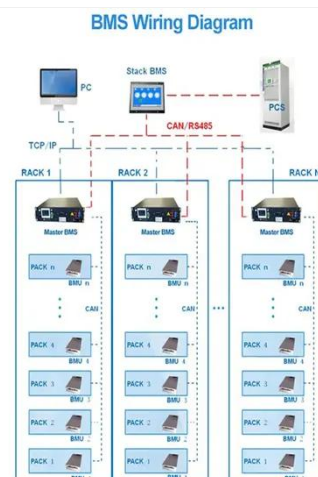 BMS Wiring Diagram
Stack BMS
PC
PCS
CAN/RS485
TCP/IP
RACK 1
RACK 2
RACK N
Master BMS
Master BMS
Master BMS
PACK n
PACK n
PACK n
BMU n
BMU n
BMU n
CAN
CAN
PACK 4
PACK 4
PACK 4
BMU 4
BMU 4
BMU 4
PACK 3
PACK 3
PACK 3
BMU 3
BMU 3
BMU 3
PACK 2
PACK 2
PACK 2
BMU 2
BMU 2
BMU 2
PACK 1
PACK 1
PACK 1